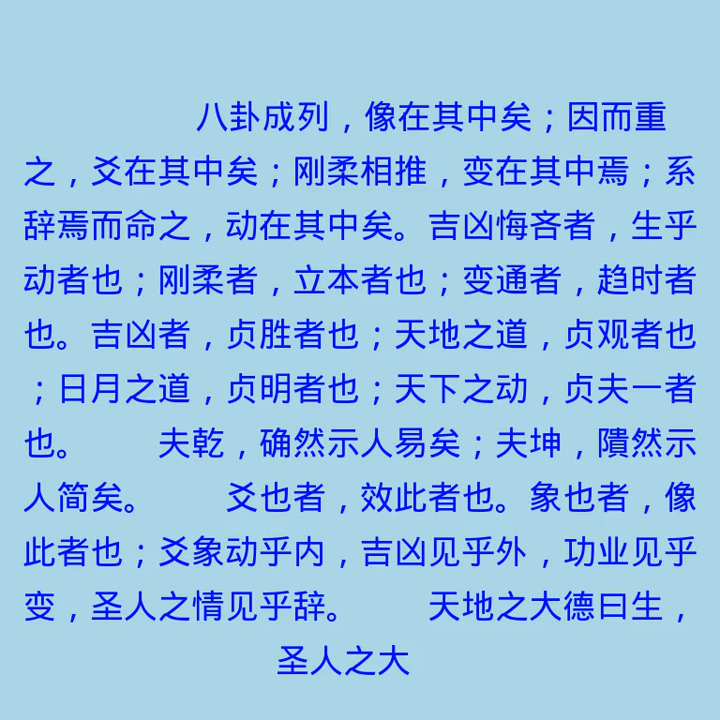 八卦成列，像在其中矣；因而重
之，爻在其中矣；刚柔相推，变在其中焉；系
辞焉而命之，动在其中矣。吉凶悔吝者，生乎
动者也；刚柔者，立本者也；变通者，趋时者
也。吉凶者，贞胜者也；天地之道，贞观者也
；日月之道，贞明者也；天下之动，贞夫一者
也。　　夫乾，确然示人易矣；夫坤，隤然示
人简矣。　　爻也者，效此者也。象也者，像
此者也；爻象动乎内，吉凶见乎外，功业见乎
变，圣人之情见乎辞。　　天地之大德曰生，
圣人之大